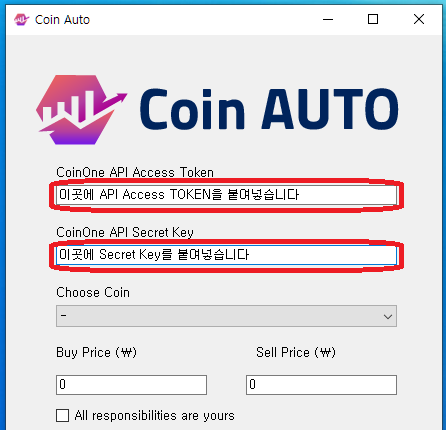 Coin Auto
Coin AUTO
CoinOne API Access Token
이곳에 API Access TOKEN을 붙여넣습니다
CoinOne API Secret Key
이곳에 Secret Key를 붙여넣습니다
Choose Coin
-
Buy Price (₩) Sell Price (₩)
0 0
All responsibilities are yours